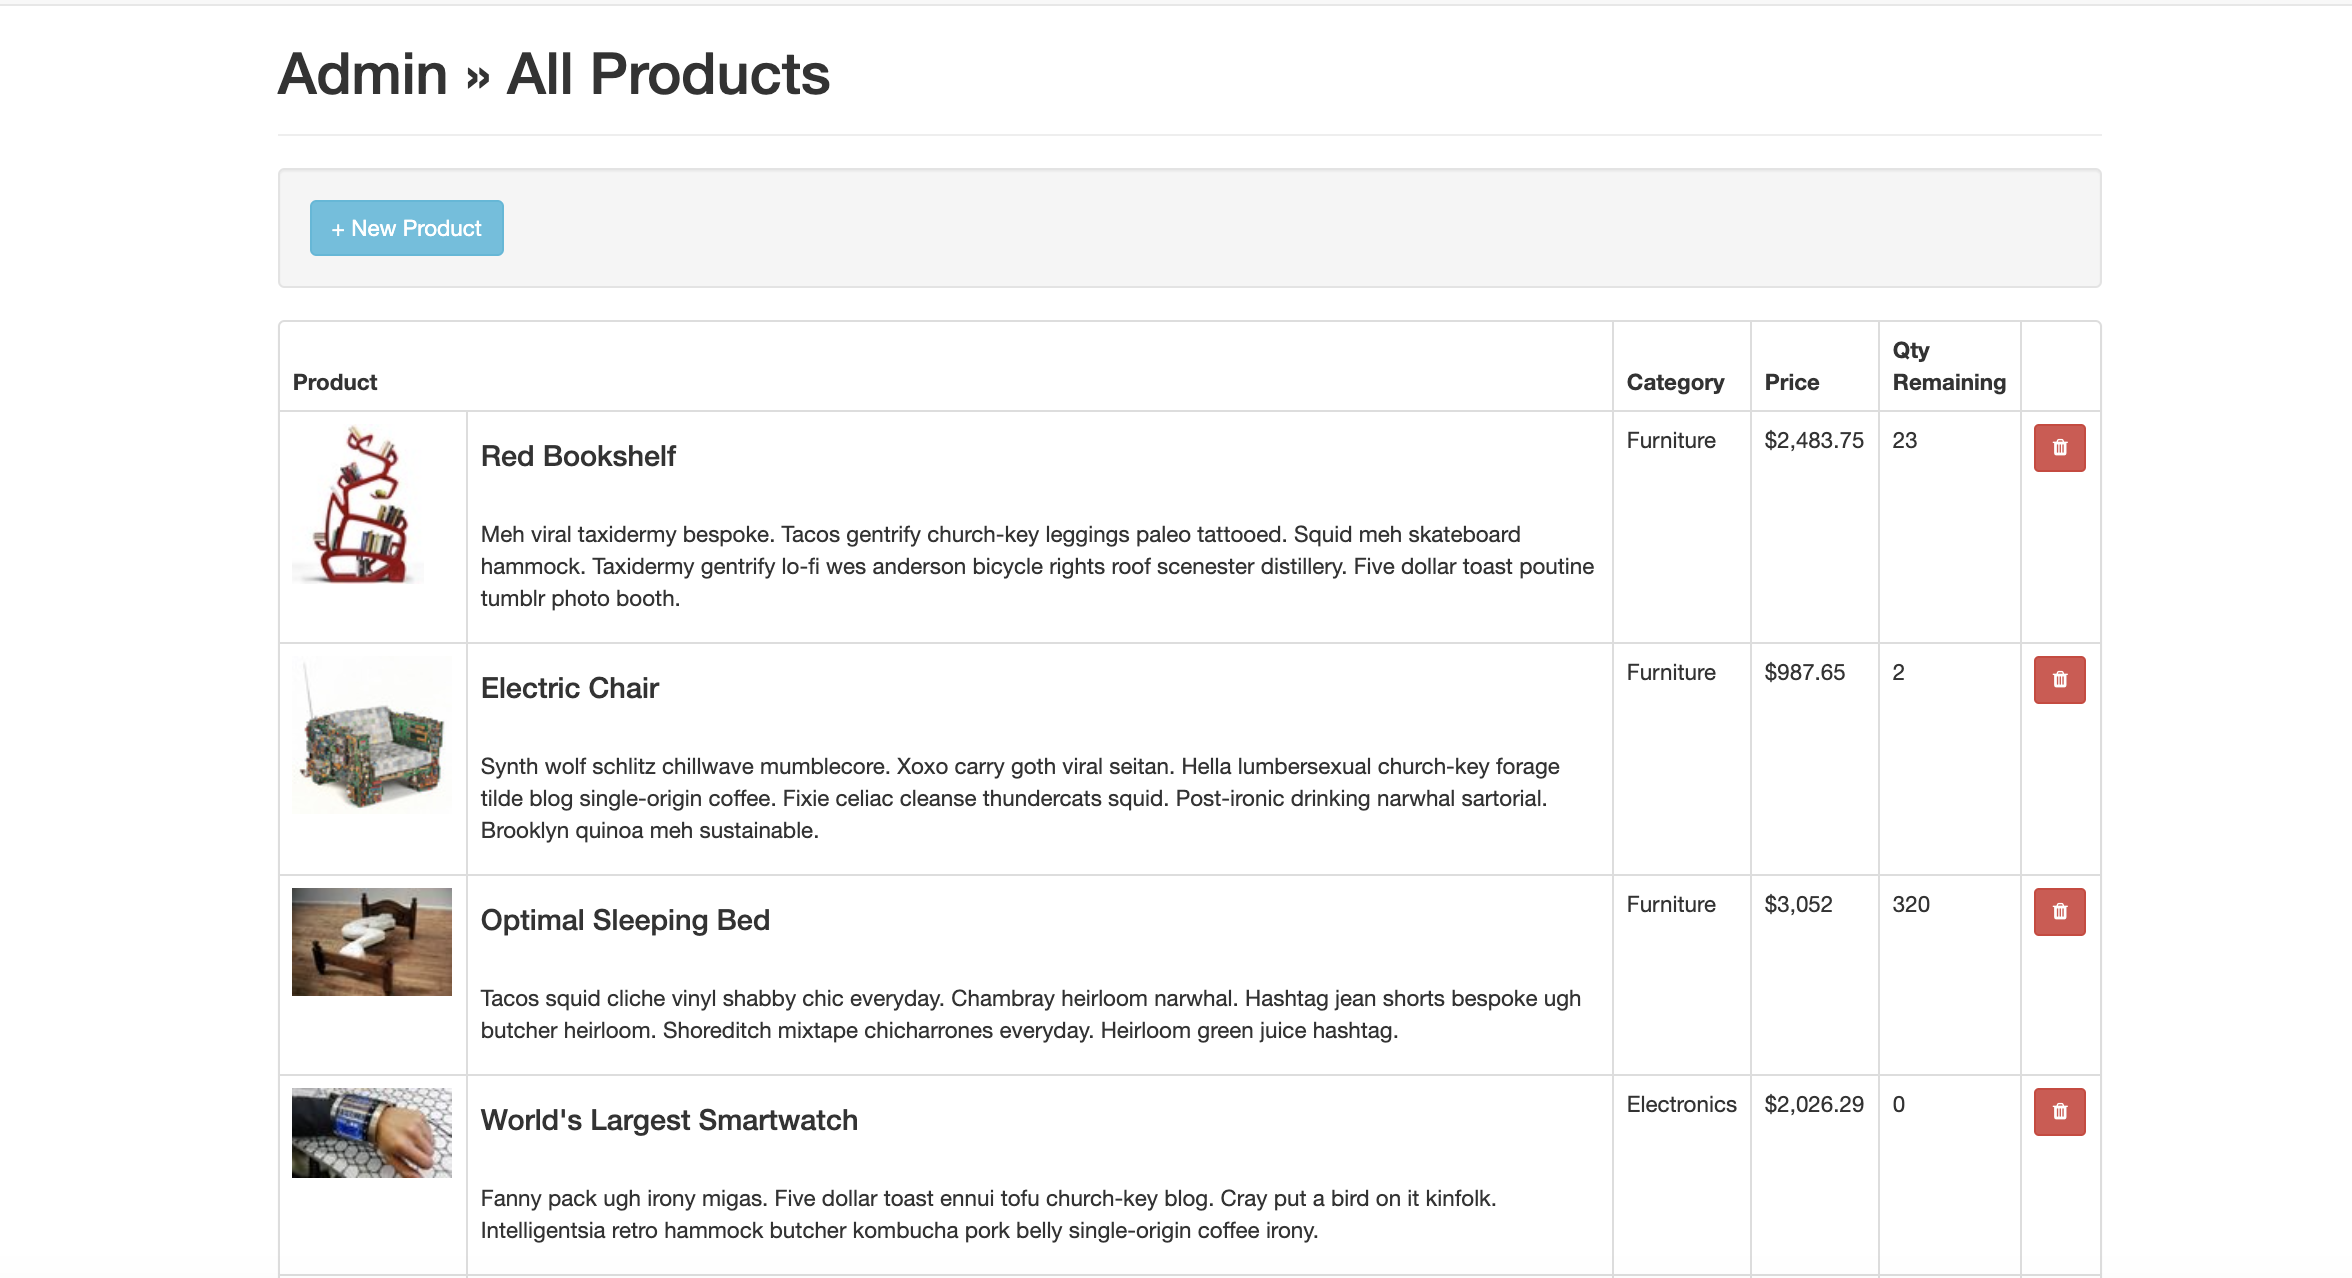 Admin » All Products
+ New Product
Product
Category
Price
Qty
Remaining
Red Bookshelf
Meh viral taxidermy bespoke. Tacos gentrify church-key leggings paleo tattooed. Squid meh skateboard
hammock. Taxidermy gentrify lo-fi wes anderson bicycle rights roof scenester distillery. Five dollar toast poutine
tumblr photo booth.
Furniture
$2,483.75
23
Electric Chair
Synth wolf schlitz chillwave mumblecore. Xoxo carry goth viral seitan. Hella lumbersexual church-key forage
tilde blog single-origin coffee. Fixie celiac cleanse thundercats squid. Post-ironic drinking narwhal sartorial.
Brooklyn quinoa meh sustainable.
Furniture
$987.65
2
Optimal Sleeping Bed
Tacos squid cliche vinyl shabby chic everyday. Chambray heirloom narwhal. Hashtag jean shorts bespoke ugh
butcher heirloom. Shoreditch mixtape chicharrones everyday. Heirloom green juice hashtag.
Furniture
$3,052
320
World's Largest Smartwatch
Fanny pack ugh irony migas. Five dollar toast ennui tofu church-key blog. Cray put a bird on it kinfolk.
Intelligentsia retro hammock butcher kombucha pork belly single-origin coffee irony.
Electronics
$2,026.29
0